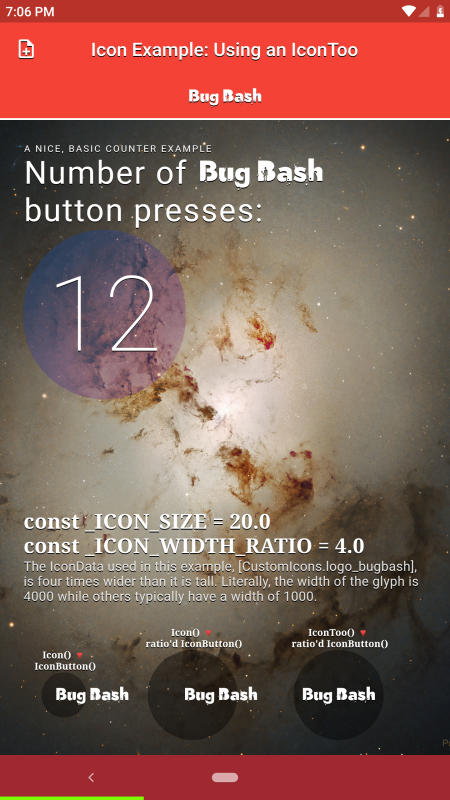 7:06 PM
Icon Example: Using an IconToo
Bug Bash
A NICE, BASIC COUNTER EXAMPLE
Number of Bug Bash
button presses:
12
const _ICON_SIZE = 20.0
const _ICON_WIDTH_RATIO = 4.0
The IconData used in this example, [CustomIcons.logo_bugbash],
is four times wider than it is tall. Literally, the width of the glyph is
4000 while others typically have a width of 1000.
Icon() ♥
IconButton()
Bug Bash
Icon() ♥
ratio'd IconButton()
Bug Bash
IconToo() ♥
ratio'd IconButton()
Bug Bash